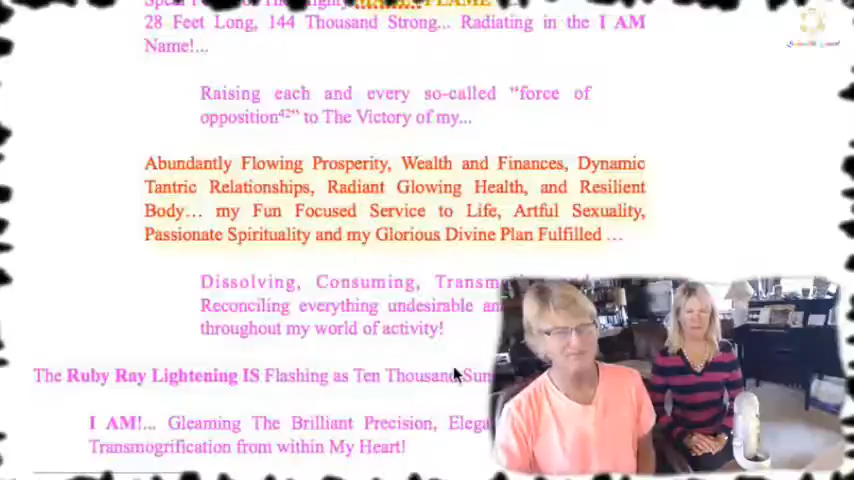 28 Feet Long, 144 Thousand Strong... Radiating in the I AM
Name!...
Raising each and every so-called “force of
opposition42” to The Victory of my...
Abundantly Flowing Prosperity, Wealth and Finances, Dynamic
Tantric Relationships, Radiant Glowing Health, and Resilient
Body… my Fun Focused Service to Life, Artful Sexuality,
Passionate Spirituality and my Glorious Divine Plan Fulfilled …
Dissolving, Consuming,
Reconciling everything undesirable
throughout my world of activity!
The Ruby Ray Lightening IS Flashing as Ten Thousand
I AM!... Gleaming The Brilliant Precision,
Transmogrification from within My Heart!